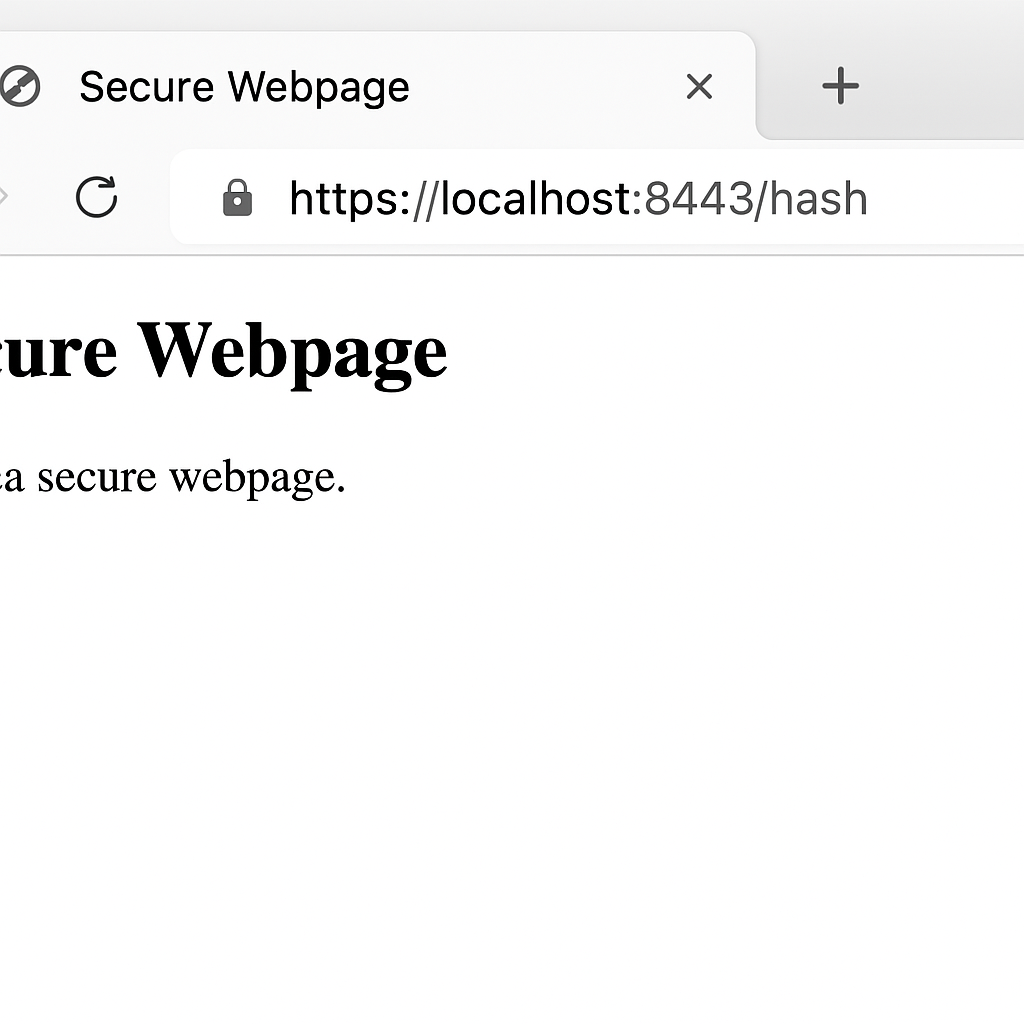 Secure Webpage
https://localhost:8443/hash
cure Webpage
a secure webpage.